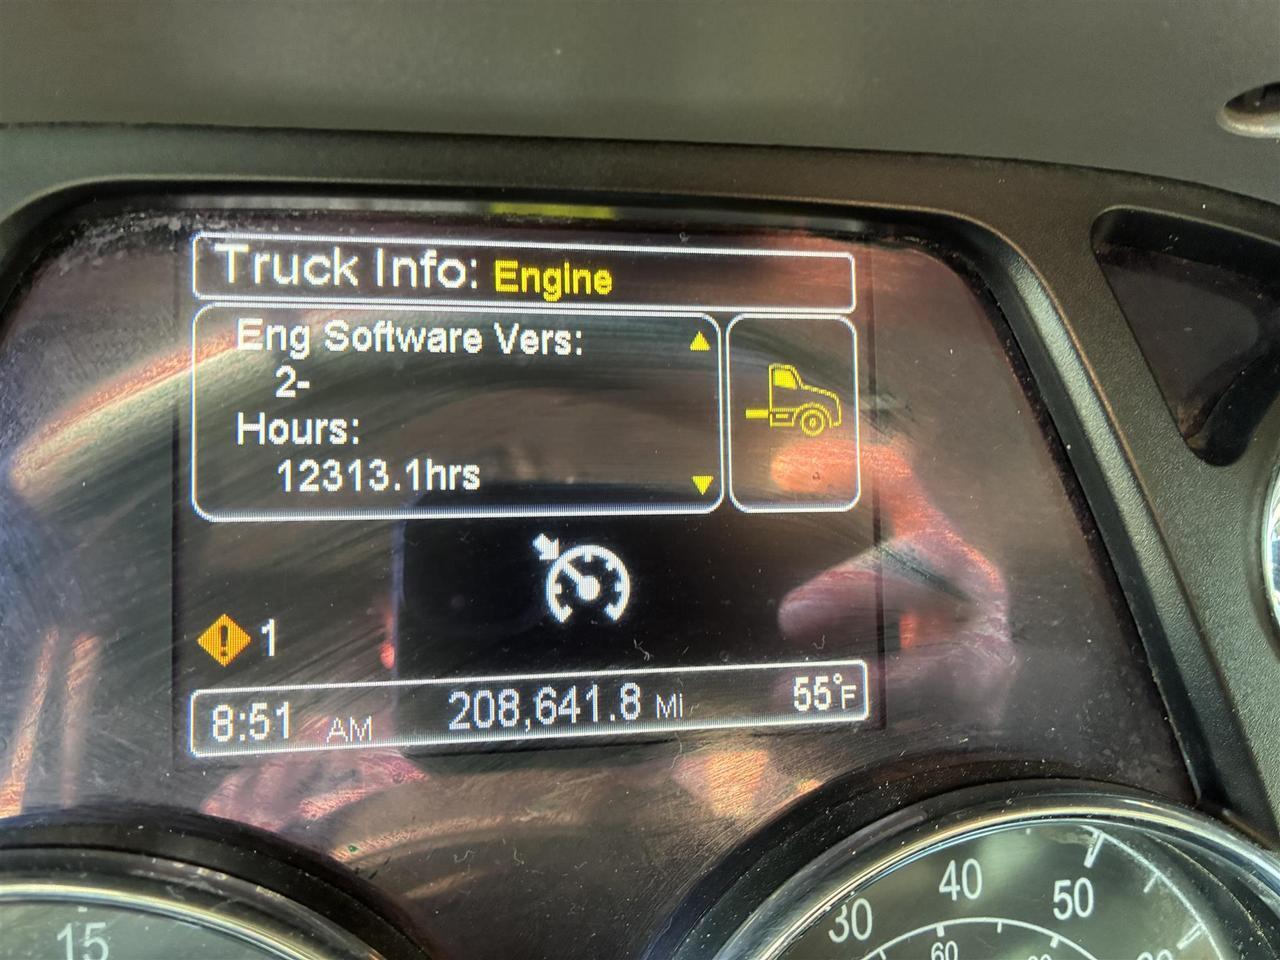 Truck Info: Engine
Eng Software Vers:
2-
Hours:
12313.1hrs
1
8:51 AM 208,641.8 Mi 55°F
15
30 40 50
60